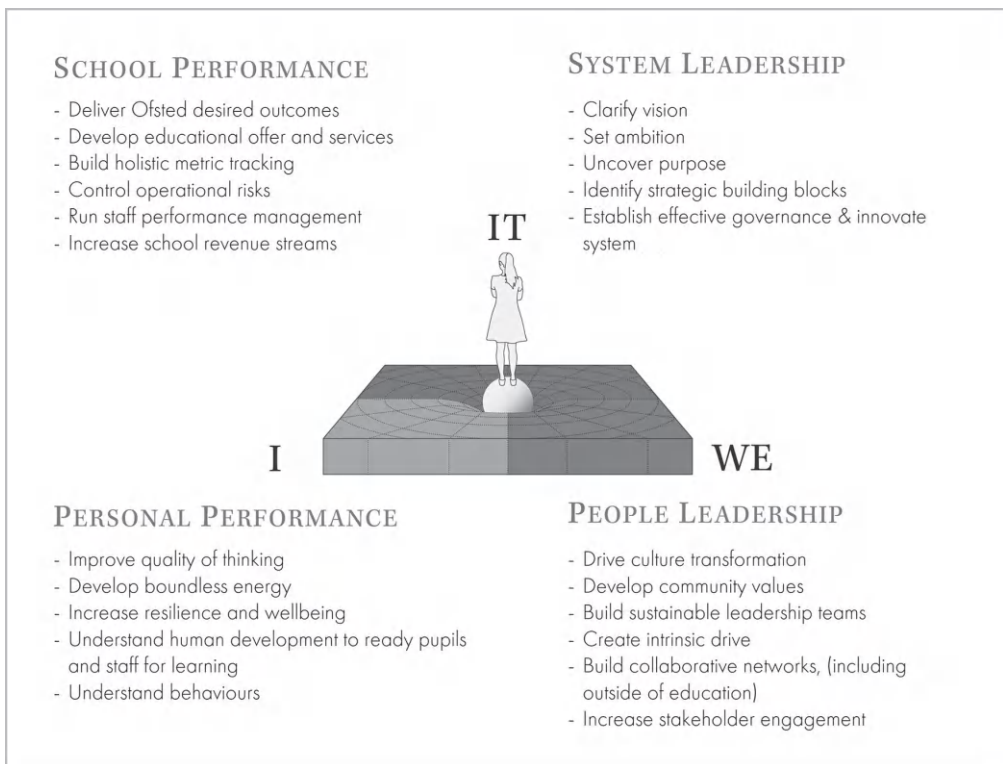 SCHOOL PERFORMANCE
- Deliver Ofsted desired outcomes
- Develop educational offer and services
- Build holistic metric tracking
- Control operational risks
- Run staff performance management
- Increase school revenue streams
SYSTEM LEADERSHIP
- Clarify vision
- Set ambition
- Uncover purpose
- Identify strategic building blocks
- Establish effective governance & innovate
system
IT
I
WE
PERSONAL PERFORMANCE
- Improve quality of thinking
- Develop boundless energy
- Increase resilience and wellbeing
- Understand human development to ready pupils
and staff for learning
- Understand behaviours
PEOPLE LEADERSHIP
- Drive culture transformation
- Develop community values
- Build sustainable leadership teams
- Create intrinsic drive
- Build collaborative networks, (including
outside of education)
- Increase stakeholder engagement